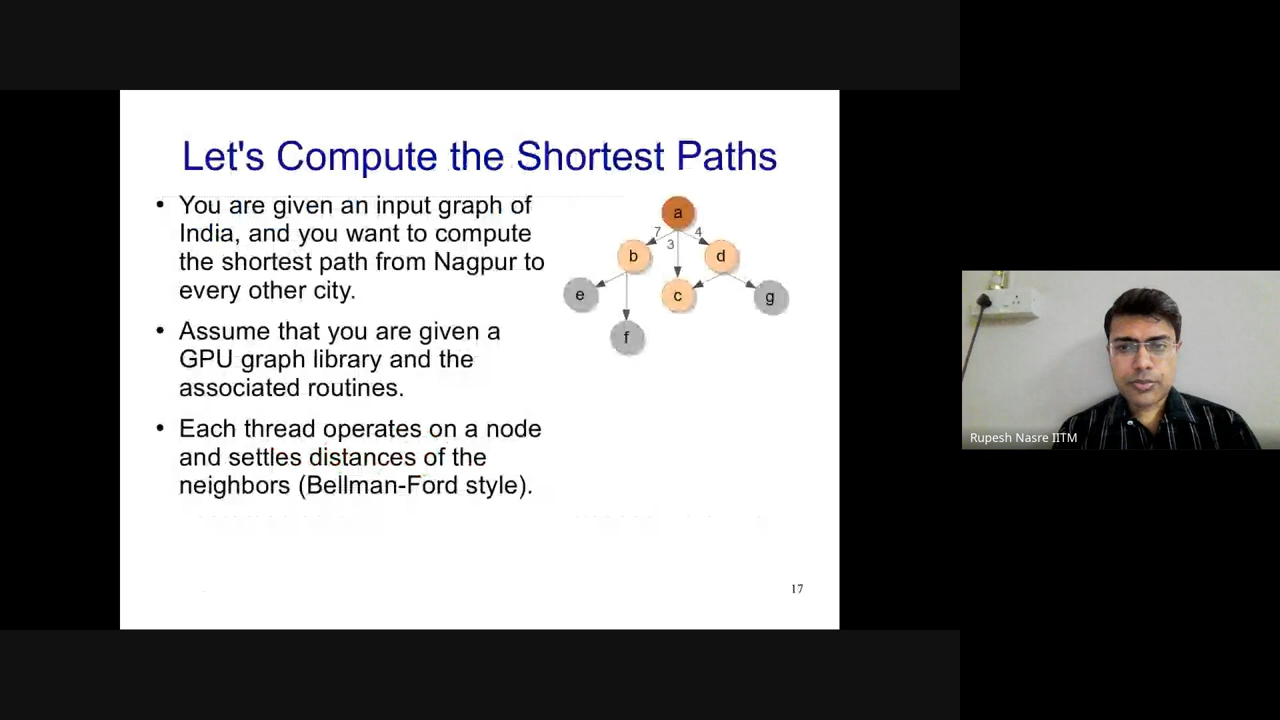 Let's Compute the Shortest Paths
• You are given an input graph of
India, and you want to compute
the shortest path from Nagpur to
every other city.
• Assume that you are given a
GPU graph library and the
associated routines.
• Each thread operates on a node
and settles distances of the
neighbors (Bellman-Ford style).
a
7
3
4
b
d
e
c
g
f
17
Rupesh Nasre IITM